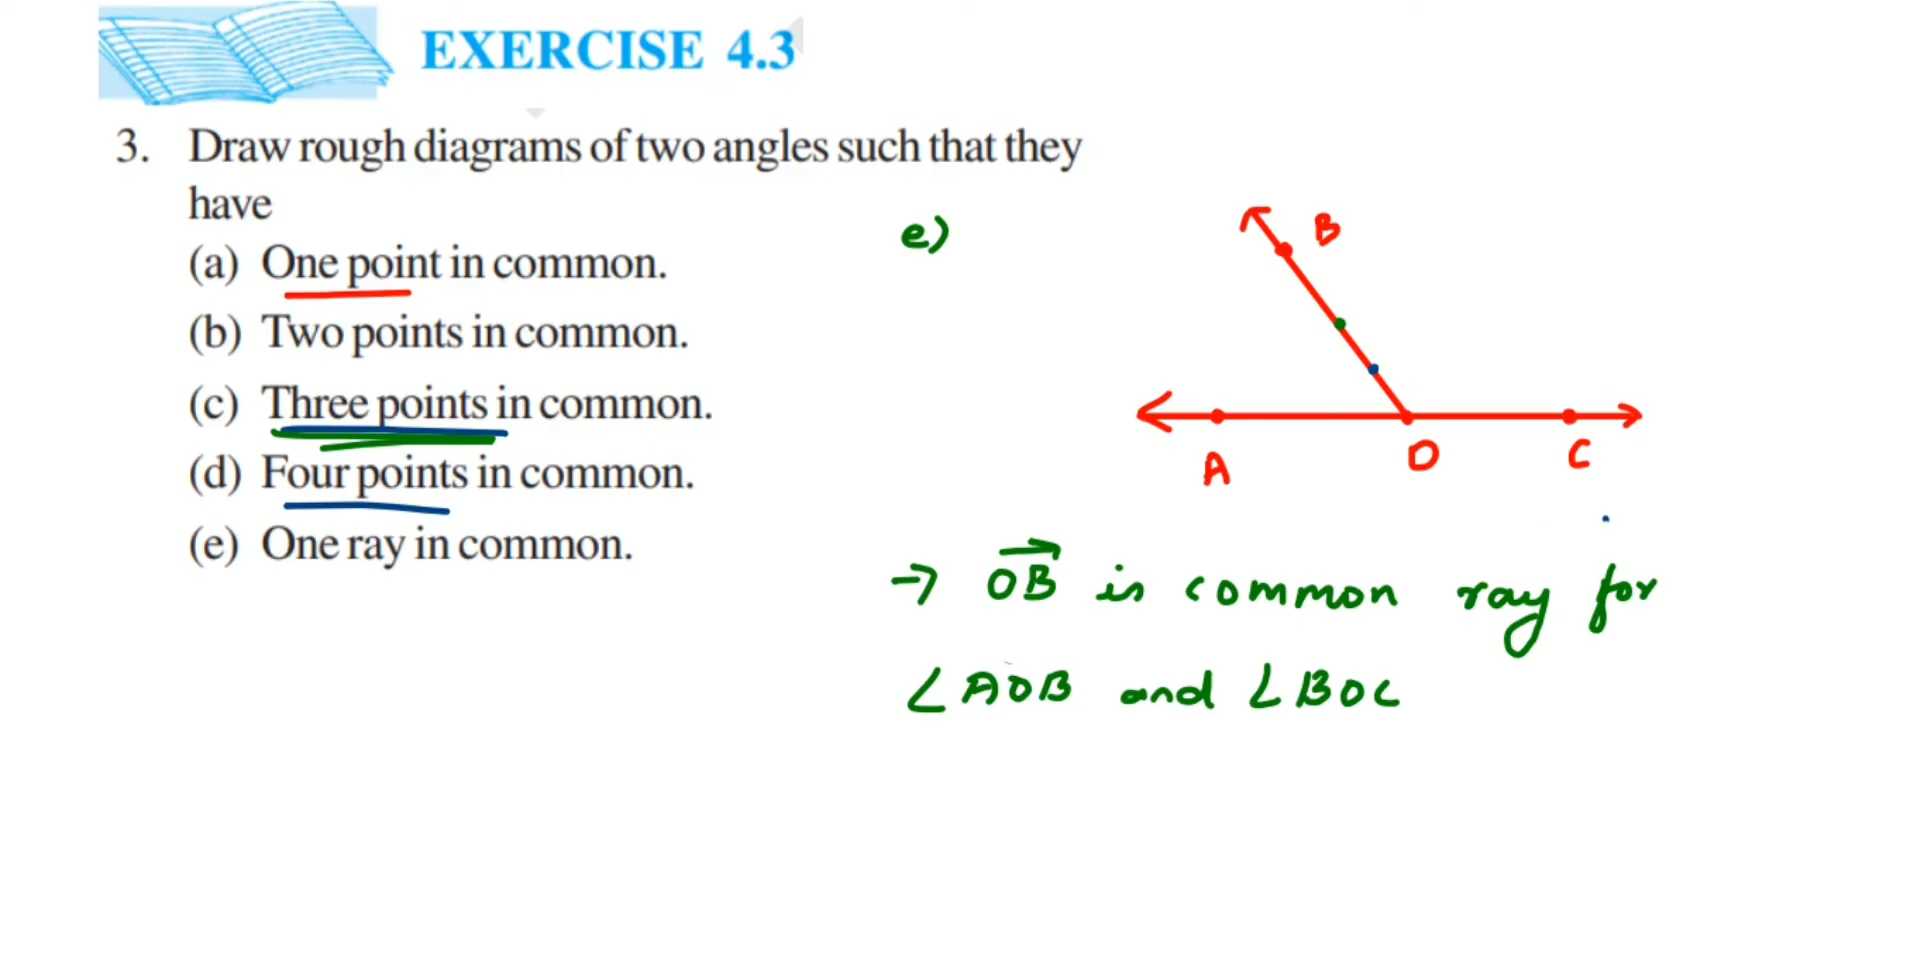 EXERCISE 4.3
3. Draw rough diagrams of two angles such that they
have
(a) One point in common.
(b) Two points in common.
(c) Three points in common.
(d) Four points in common.
(e) One ray in common.
e)
B
A
O
C
→ OB is common ray for
∠AOB and ∠BOC